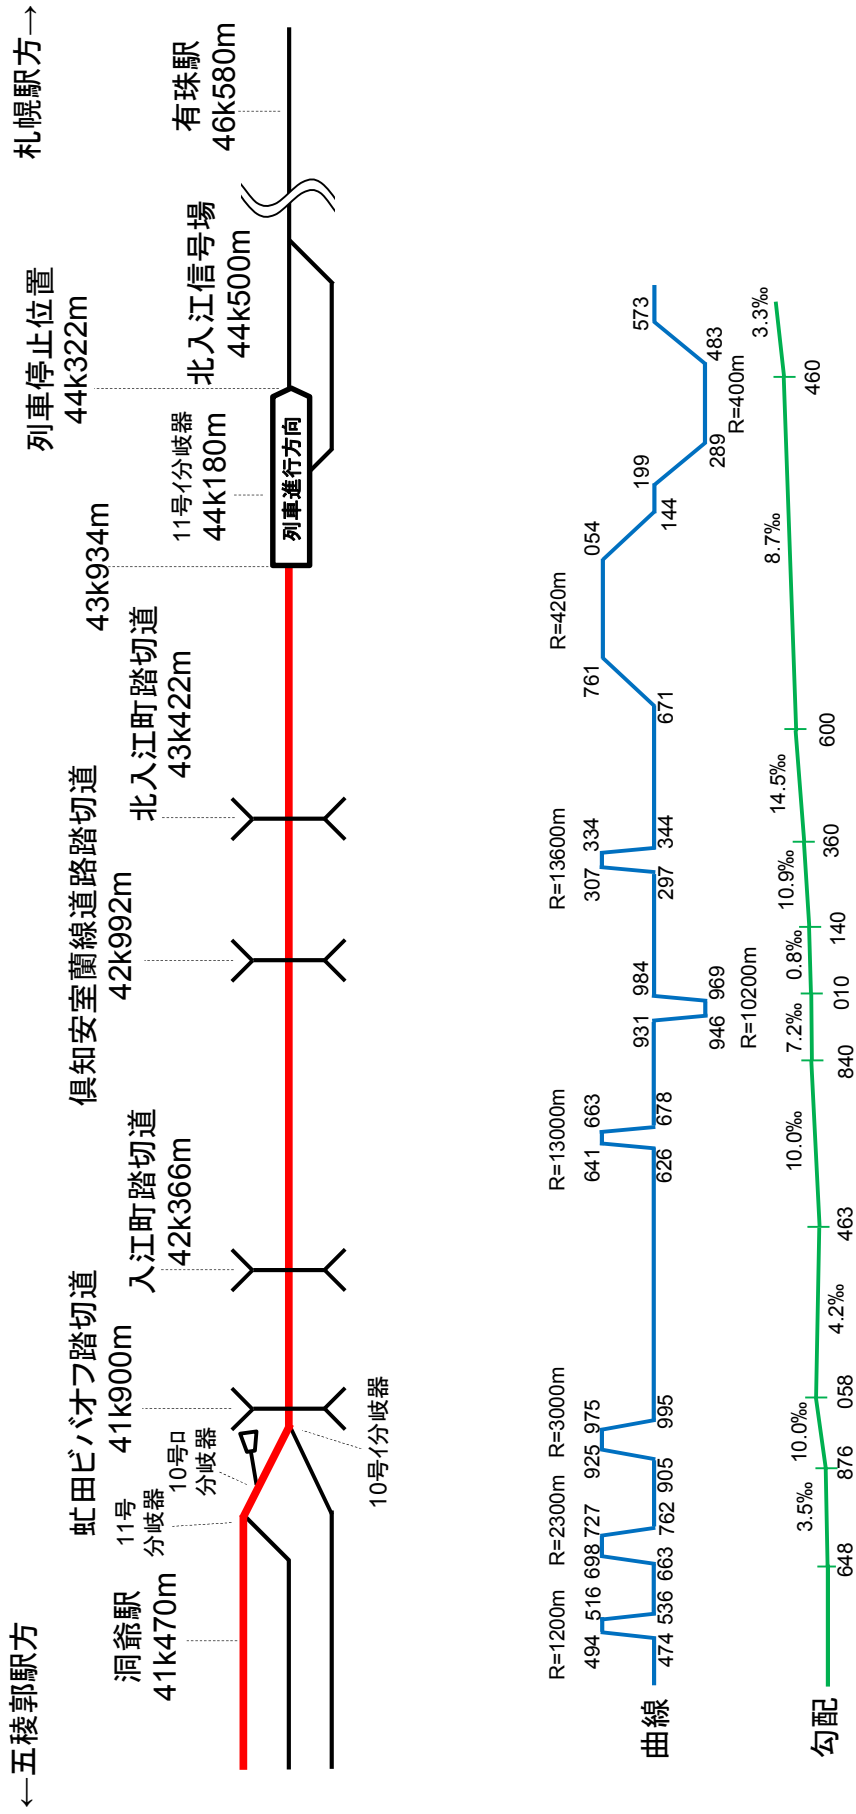 ←五稜郭駅方
札幌駅方→
洞爺駅
41k470m
11号
分岐器
10号ロ
分岐器
10号イ分岐器
虻田ビバオフ踏切道
41k900m
入江町踏切道
42k366m
倶知安室蘭線道路踏切道
42k992m
北入江町踏切道
43k422m
43k934m
11号イ分岐器
44k180m
列車進行方向
列車停止位置
44k322m
北入江信号場
44k500m
有珠駅
46k580m
曲線
R=1200m
494 516
474 536
R=2300m
698 727
663 762
R=3000m
925 975
905 995
R=13000m
641 663
626 678
931 984
946 969
R=10200m
R=13600m
307 334
297 344
R=420m
761 054
671 144
199 573
289 483
R=400m
勾配
3.5‰
10.0‰
4.2‰
10.0‰
7.2‰
0.8‰
10.9‰
14.5‰
8.7‰
3.3‰
648
876
058
463
840
010
140
360
600
460